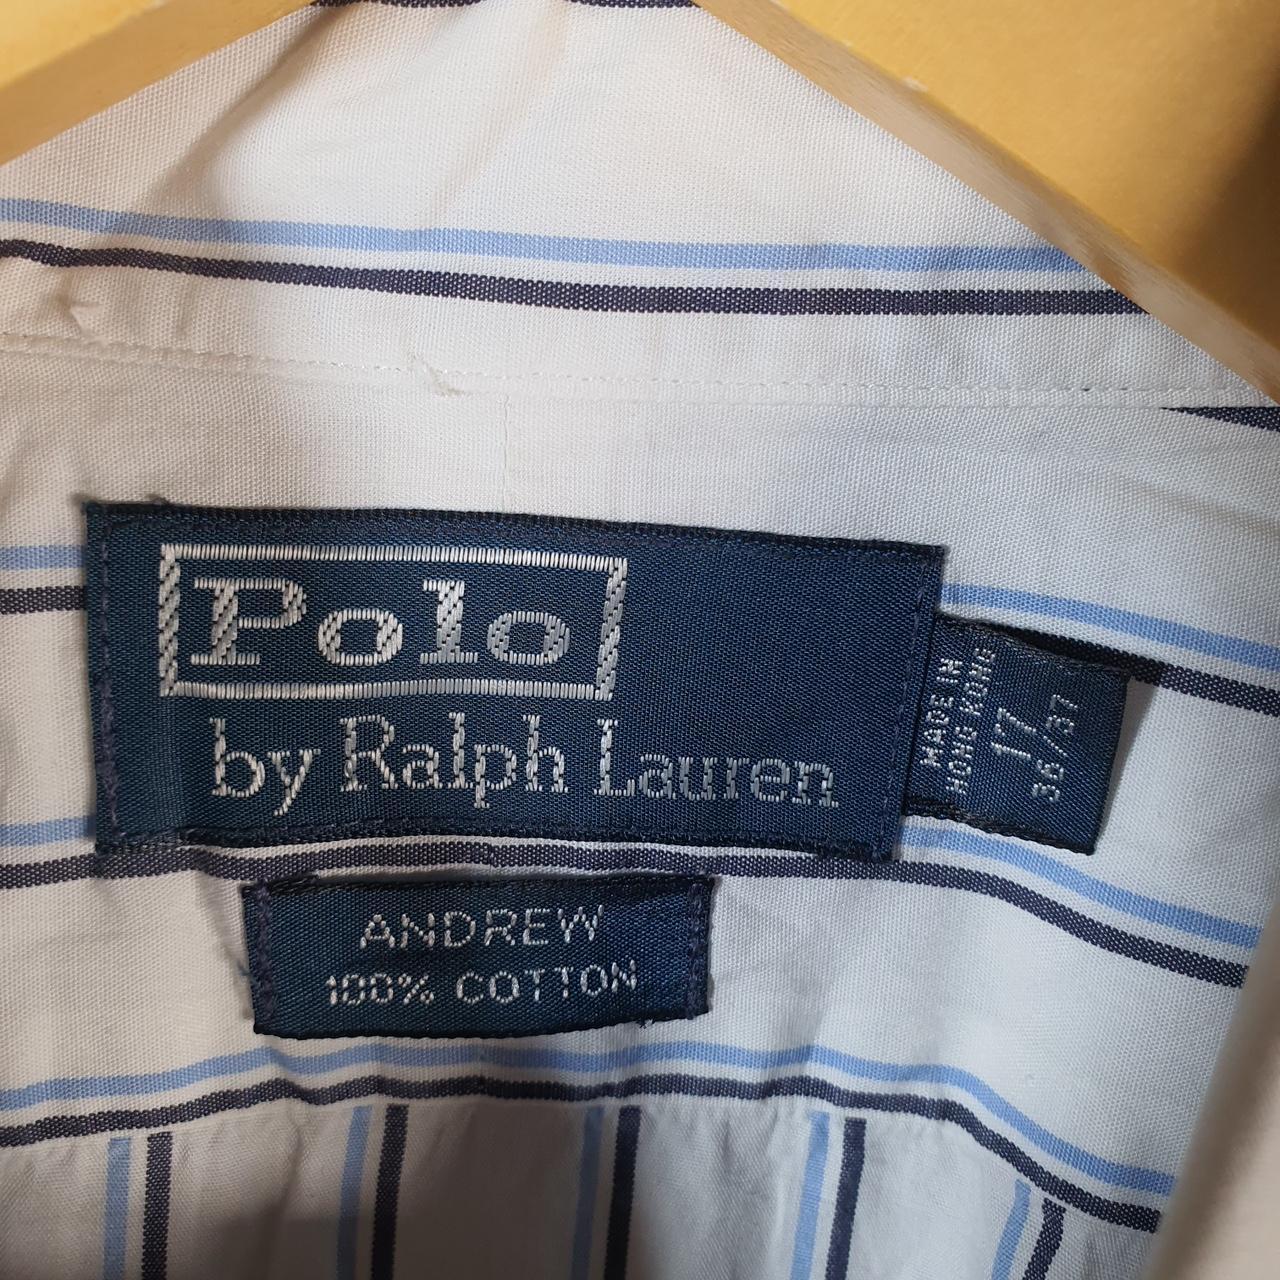 Polo
by Ralph Lauren
MADE IN
HONG KONG
17
36/37
ANDREW
100% COTTON